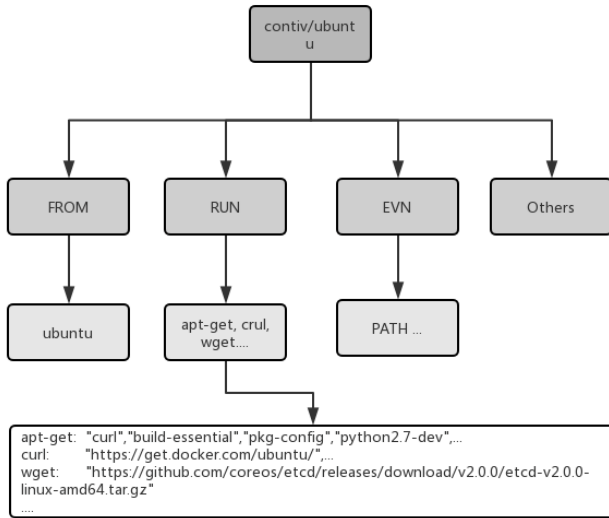 contiv/ubunt
u
FROM
RUN
EVN
Others
ubuntu
apt-get, crul,
wget....
PATH ...
apt-get: "curl","build-essential","pkg-config","python2.7-dev",...
curl: "https://get.docker.com/ubuntu/",...
wget: "https://github.com/coreos/etcd/releases/download/v2.0.0/etcd-v2.0.0-
linux-amd64.tar.gz"
....